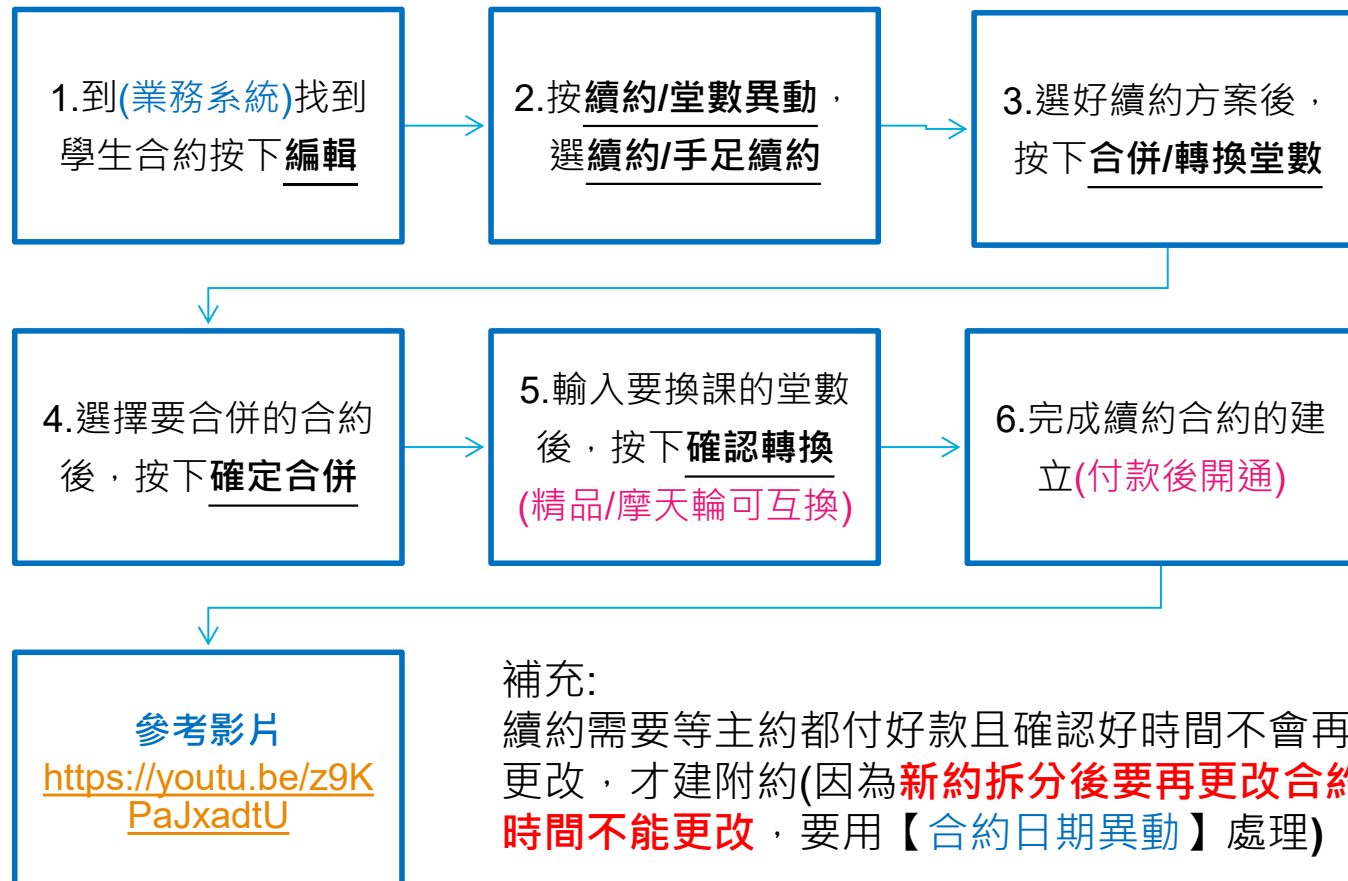 1.到(業務系統)找到
學生合約按下編輯
2.按續約/堂數異動，
選續約/手足續約
3.選好續約方案後，
按下合併/轉換堂數
4.選擇要合併的合約
後，按下確定合併
5.輸入要換課的堂數
後，按下確認轉換
(精品/摩天輪可互換)
6.完成續約合約的建
立(付款後開通)
參考影片
https://youtu.be/z9K
PaJxadtU
補充:
續約需要等主約都付好款且確認好時間不會再
更改，才建附約(因為新約拆分後要再更改合約
時間不能更改，要用【合約日期異動】處理)